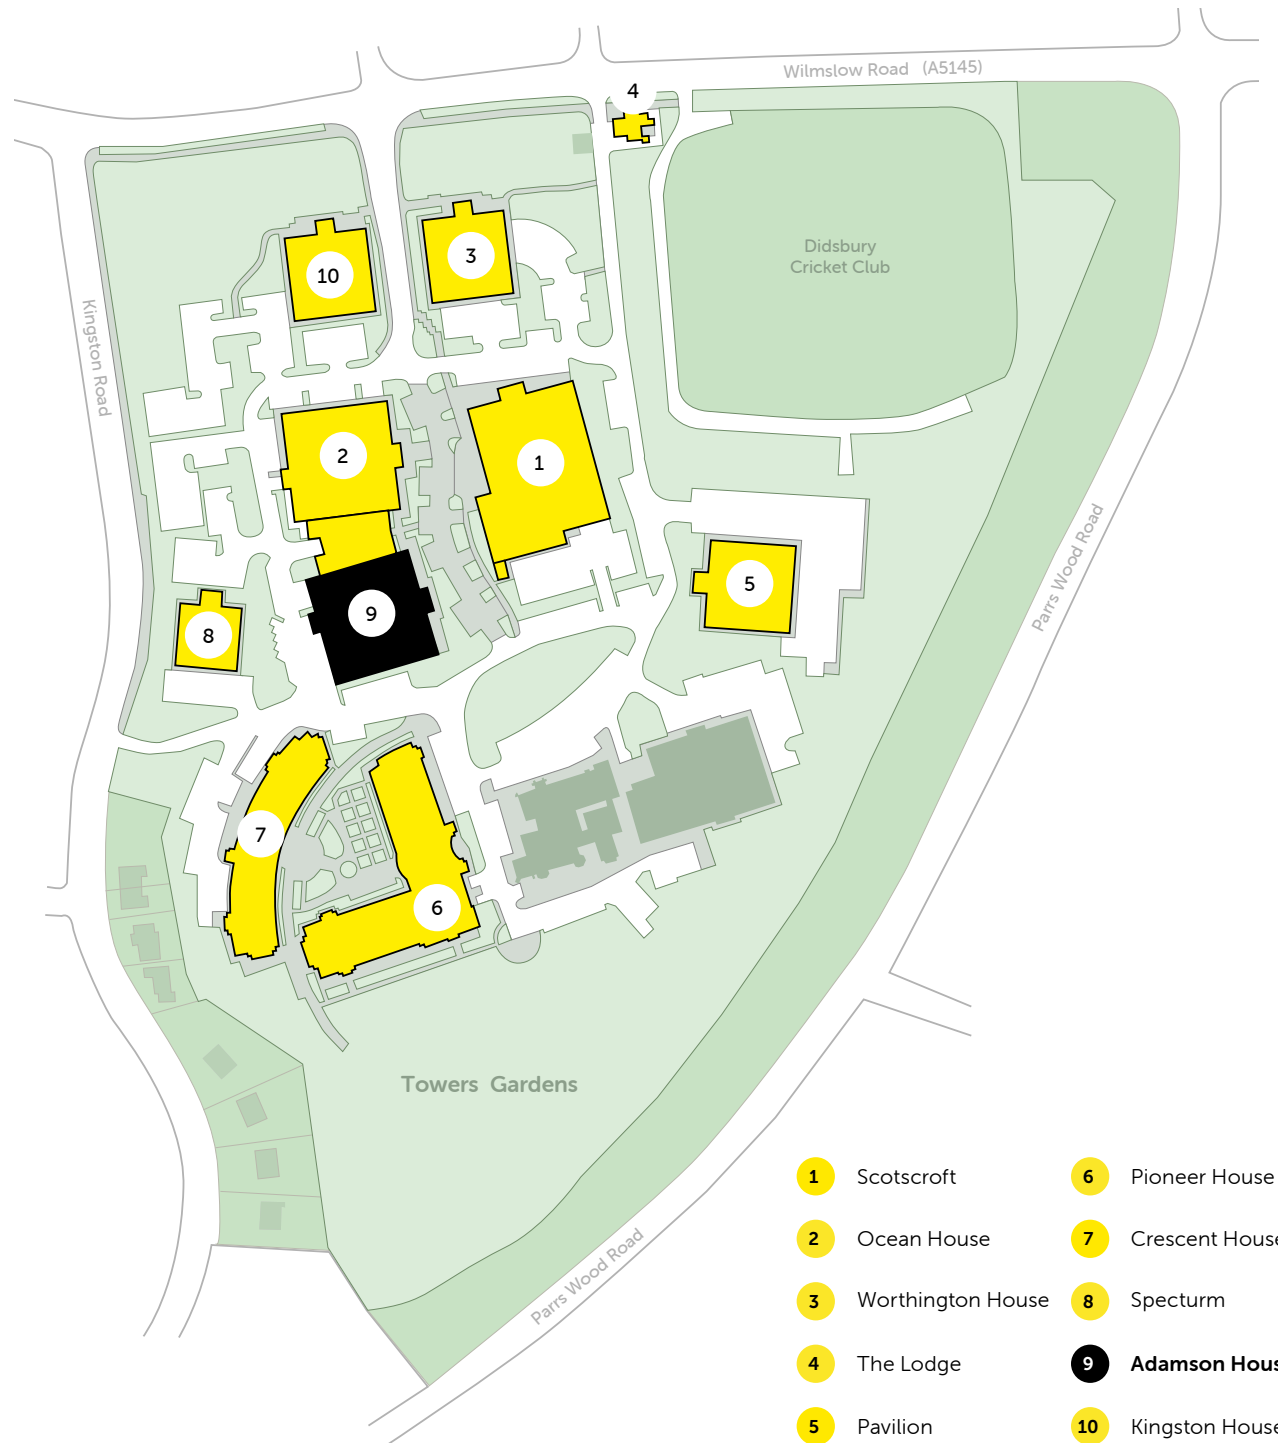 Wilmslow Road (A5145)
4
Didsbury
Cricket Club
3
10
Kingston Road
2
1
Parrs Wood Road
5
9
8
7
6
Towers Gardens
Parrs Wood Road
1 Scotscroft
2 Ocean House
3 Worthington House
4 The Lodge
5 Pavilion
6 Pioneer House
7 Crescent House
8 Specturm
9 Adamson Hous
10 Kingston House